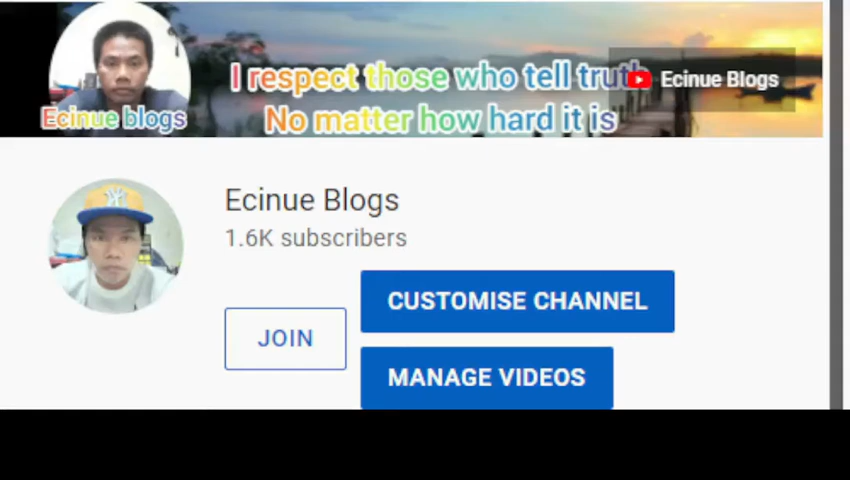 I respect those who tell truth
Ecinue Blogs
Ecinue blogs
No matter how hard it is
Ecinue Blogs
1.6K subscribers
CUSTOMISE CHANNEL
JOIN
MANAGE VIDEOS